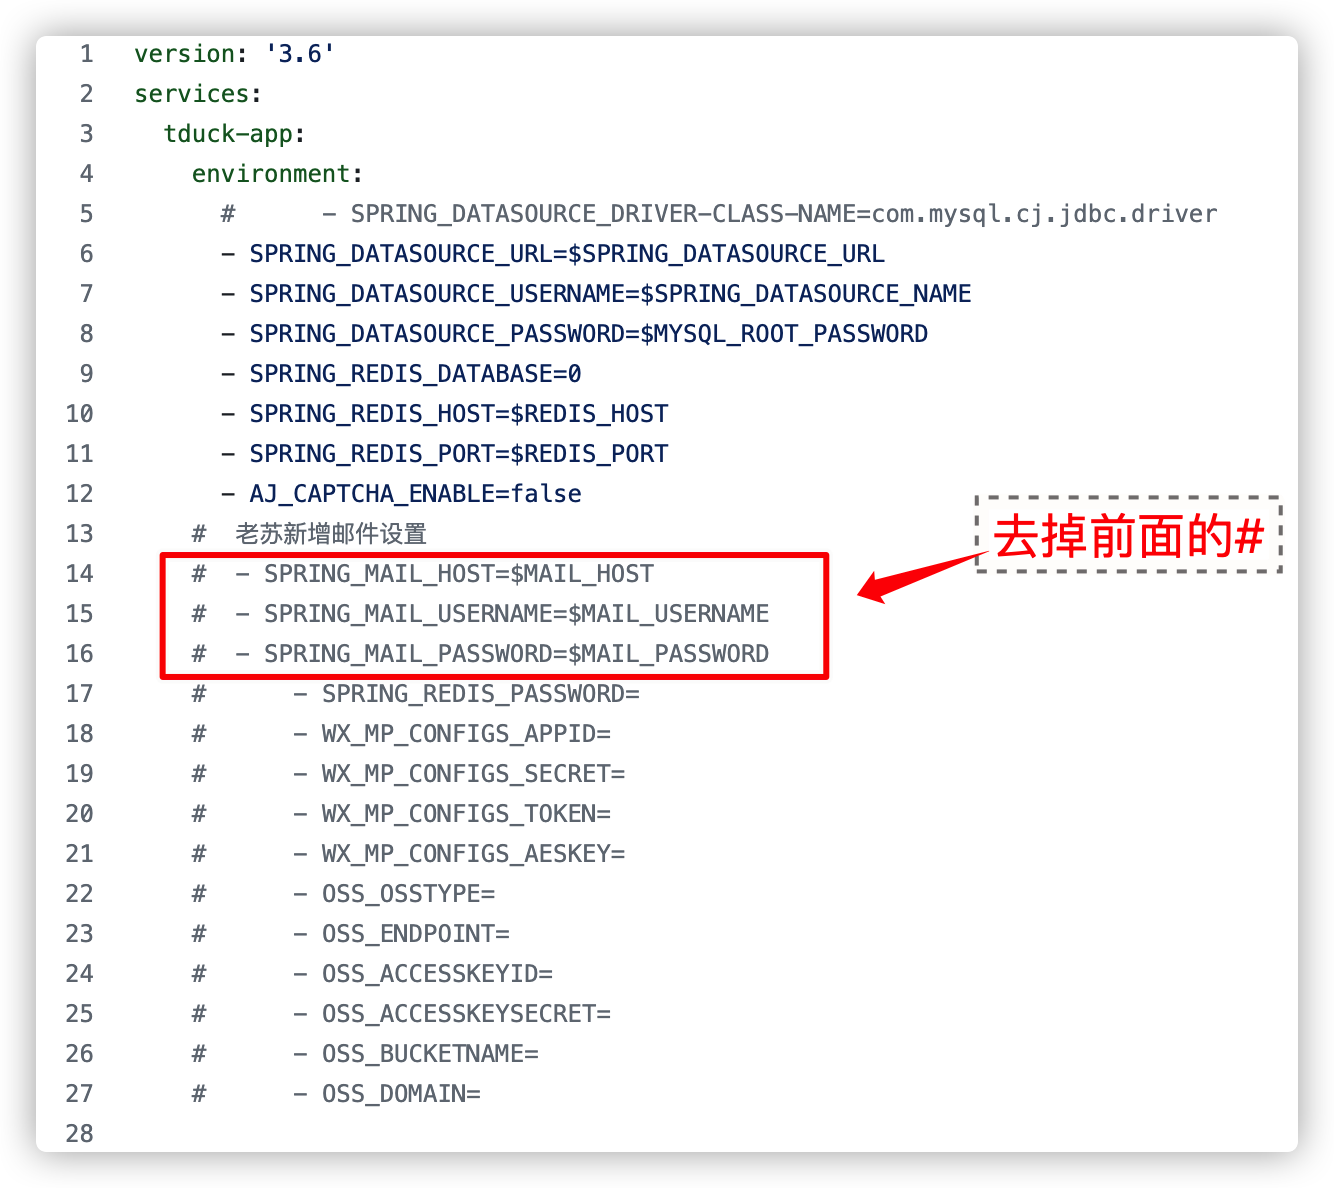 1 version: '3.6'
2 services:
3 tduck-app:
4 environment:
5 # - SPRING_DATASOURCE_DRIVER-CLASS-NAME=com.mysql.cj.jdbc.driver
6 - SPRING_DATASOURCE_URL=$SPRING_DATASOURCE_URL
7 - SPRING_DATASOURCE_USERNAME=$SPRING_DATASOURCE_NAME
8 - SPRING_DATASOURCE_PASSWORD=$MYSQL_ROOT_PASSWORD
9 - SPRING_REDIS_DATABASE=0
10 - SPRING_REDIS_HOST=$REDIS_HOST
11 - SPRING_REDIS_PORT=$REDIS_PORT
12 - AJ_CAPTCHA_ENABLE=false
13 # 老苏新增邮件设置
去掉前面的#
14 # - SPRING_MAIL_HOST=$MAIL_HOST
15 # - SPRING_MAIL_USERNAME=$MAIL_USERNAME
16 # - SPRING_MAIL_PASSWORD=$MAIL_PASSWORD
17 # - SPRING_REDIS_PASSWORD=
18 # - WX_MP_CONFIGS_APPID=
19 # - WX_MP_CONFIGS_SECRET=
20 # - WX_MP_CONFIGS_TOKEN=
21 # - WX_MP_CONFIGS_AESKEY=
22 # - OSS_OSSTYPE=
23 # - OSS_ENDPOINT=
24 # - OSS_ACCESSKEYID=
25 # - OSS_ACCESSKEYSECRET=
26 # - OSS_BUCKETNAME=
27 # - OSS_DOMAIN=
28